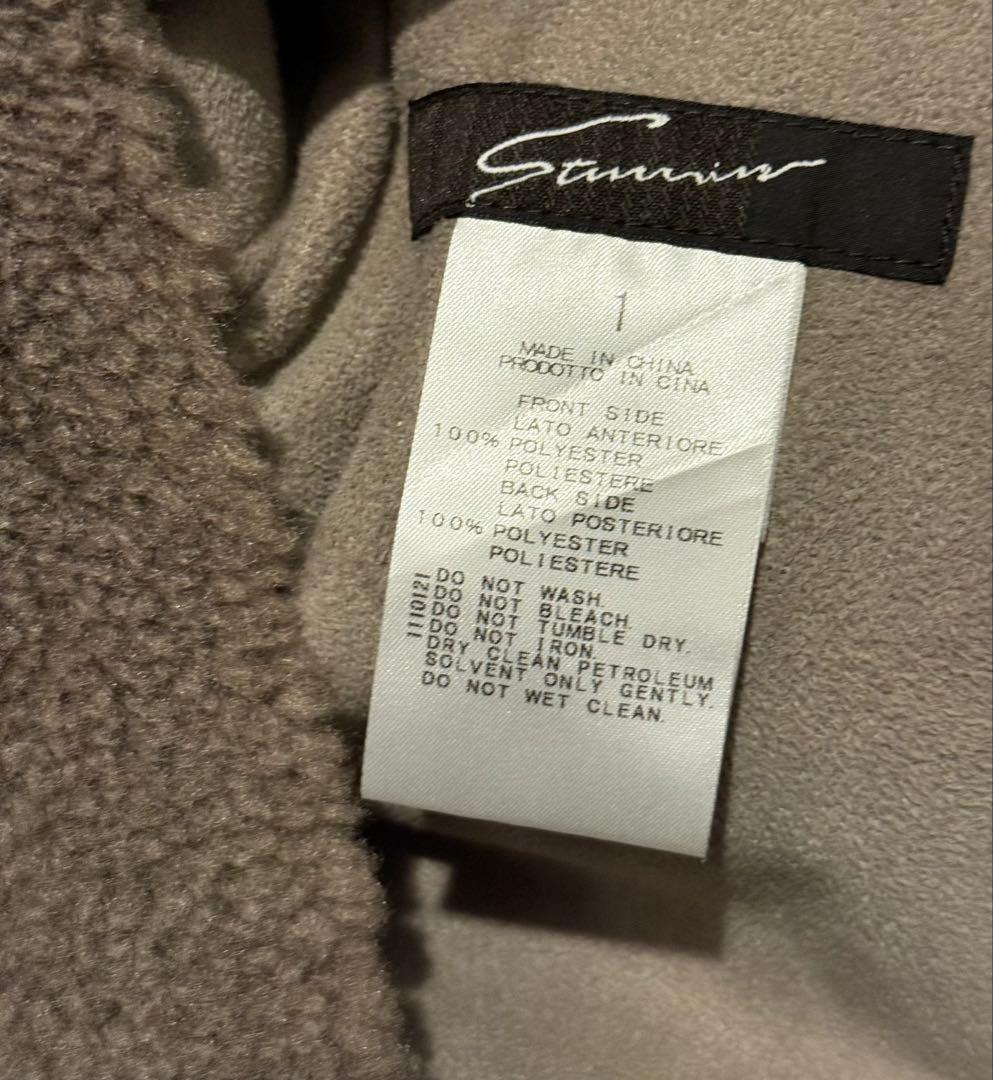 1
MADE IN CHINA
PRODOTTO IN CINA
FRONT SIDE
LATO ANTERIORE
100% POLYESTER
POLIESTERE
BACK SIDE
LATO POSTERIORE
100% POLYESTER
POLIESTERE
DO NOT WASH.
DO NOT BLEACH.
DO NOT TUMBLE DRY.
DO NOT IRON.
DRY CLEAN PETROLEUM
SOLVENT ONLY GENTLY.
DO NOT WET CLEAN.